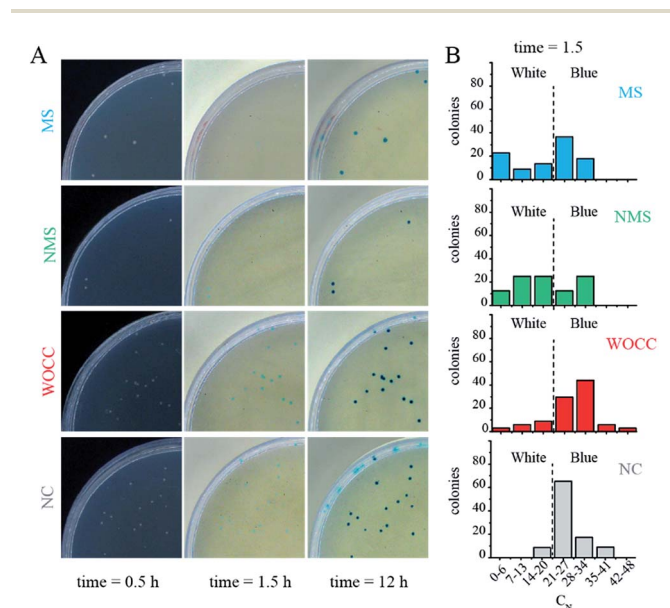 A
MS
NMS
WOCC
NC
time = 0.5 h
time = 1.5 h
time = 12 h
B
time = 1.5
White
Blue
MS
colonies
80
60
40
20
0
White
Blue
NMS
colonies
80
60
40
20
0
White
Blue
WOCC
colonies
80
60
40
20
0
White
Blue
NC
colonies
80
60
40
20
0
0-6
7-13
14-20
21-27
28-34
35-41
42-48
C_N